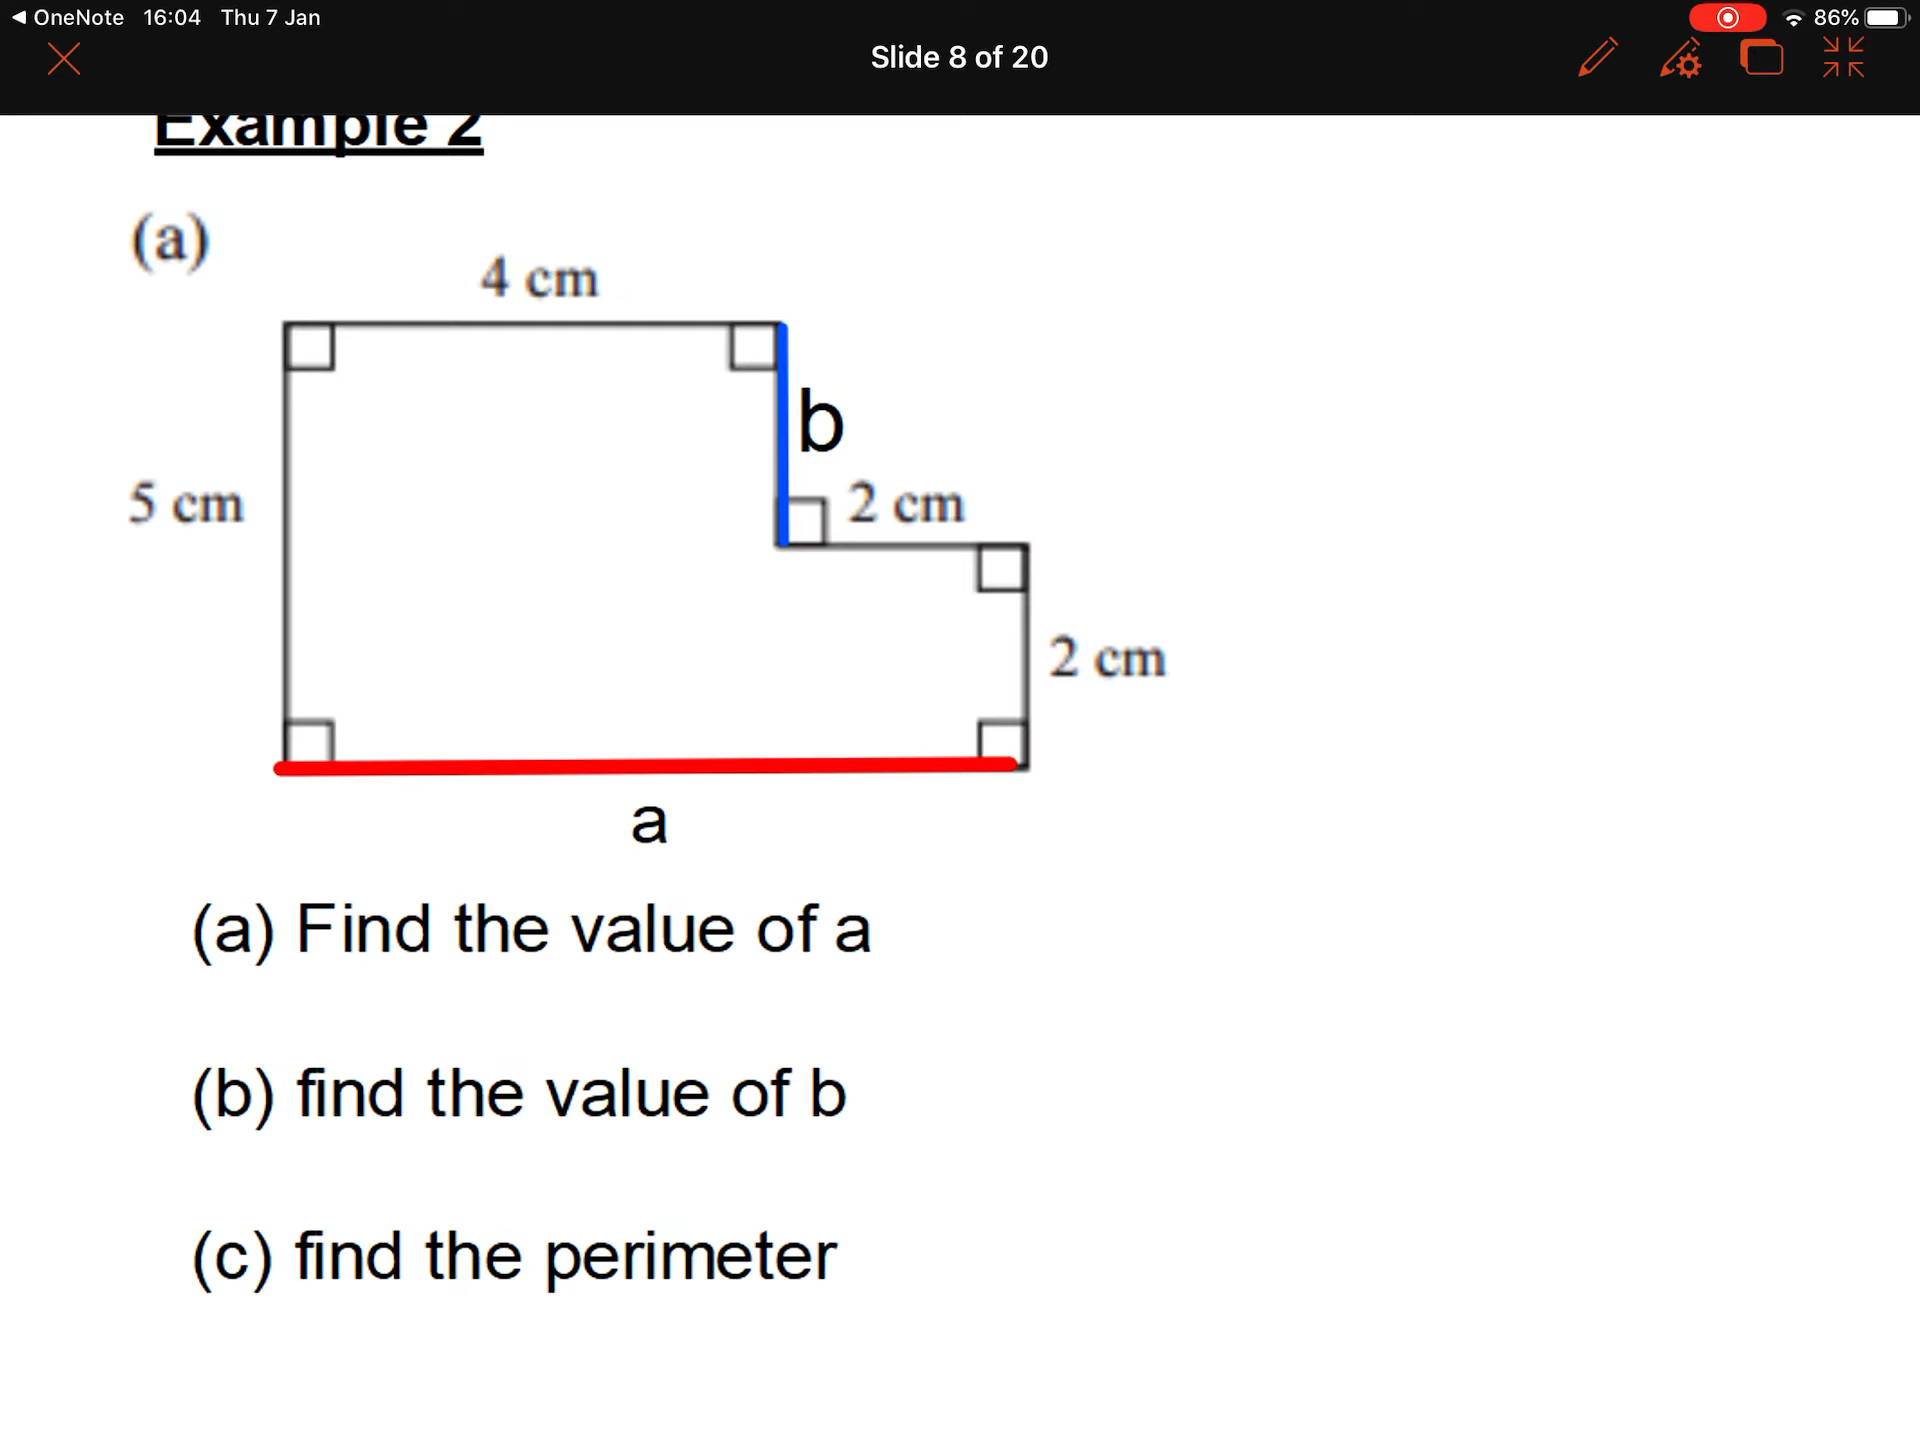 OneNote 16:04 Thu 7 Jan
86%
Slide 8 of 20
Example 2
(a)
4 cm
b
5 cm
2 cm
2 cm
a
(a) Find the value of a
(b) find the value of b
(c) find the perimeter